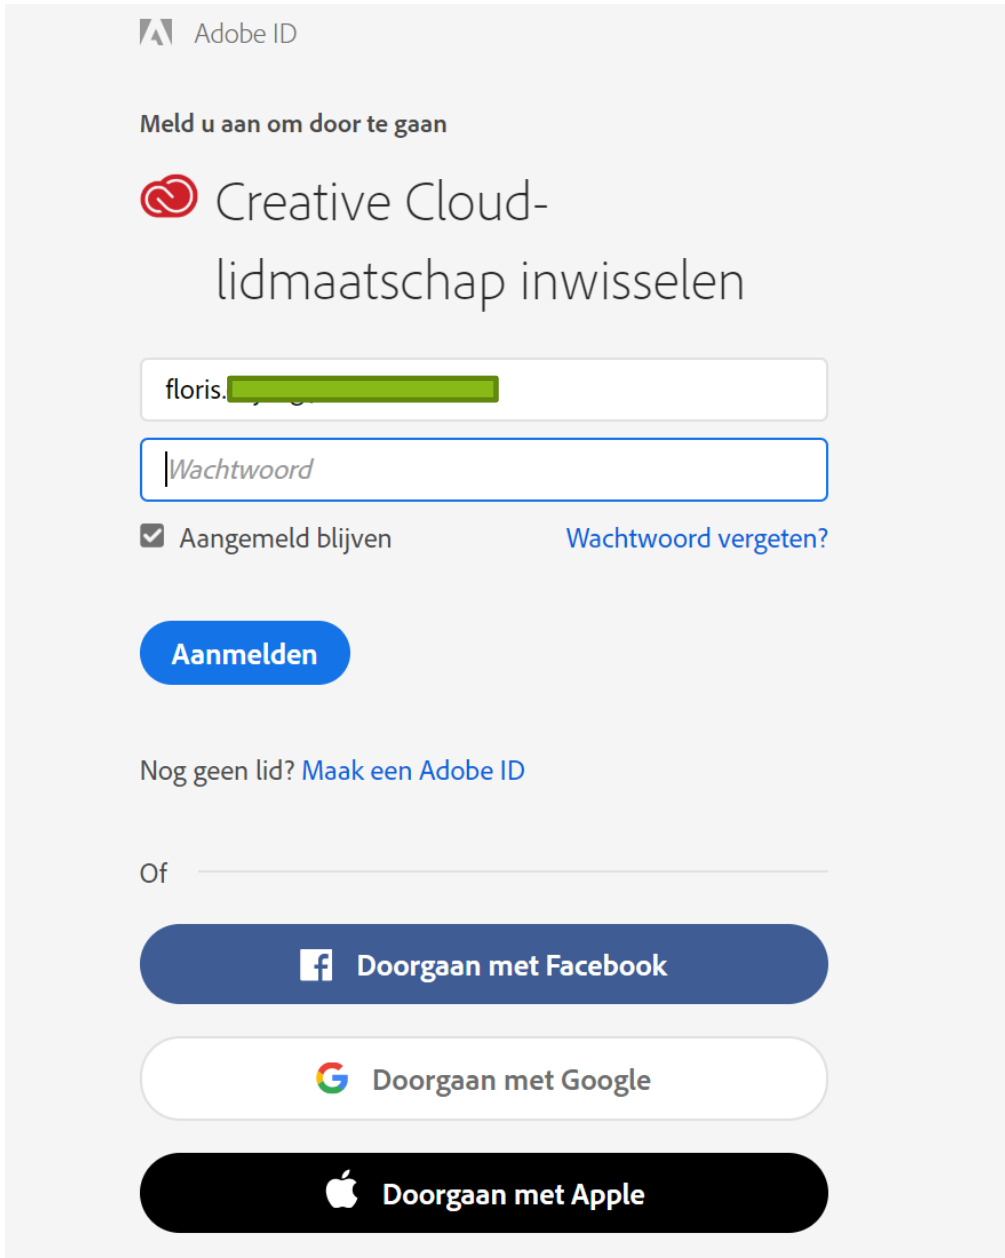 Adobe ID
Meld u aan om door te gaan
Creative Cloud-
lidmaatschap inwisselen
floris.
Wachtwoord
Aangemeld blijven Wachtwoord vergeten?
Aanmelden
Nog geen lid? Maak een Adobe ID
Of
Doorgaan met Facebook
Doorgaan met Google
Doorgaan met Apple